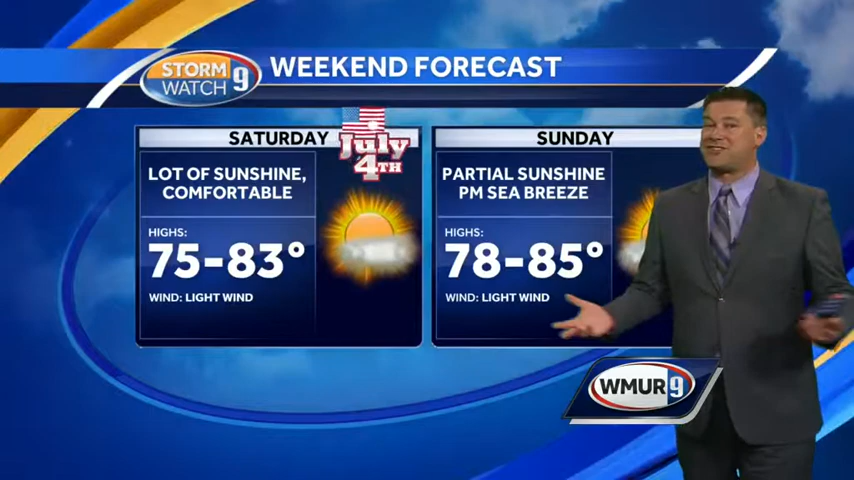 STORM
WATCH 9
WEEKEND FORECAST
SATURDAY
July
4TH
LOT OF SUNSHINE,
COMFORTABLE
HIGHS:
75-83°
WIND: LIGHT WIND
SUNDAY
PARTIAL SUNSHINE
PM SEA BREEZE
HIGHS:
78-85°
WIND: LIGHT WIND
WMUR 9